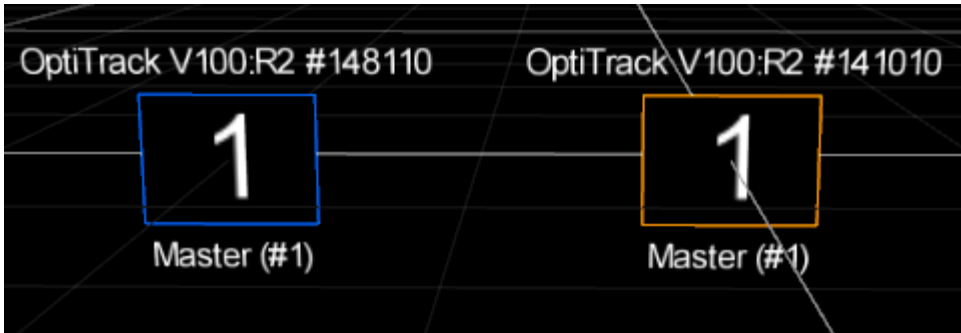 OptiTrack V100:R2 #148110
OptiTrack V100:R2 #141010
1
1
Master (#1)
Master (#1)